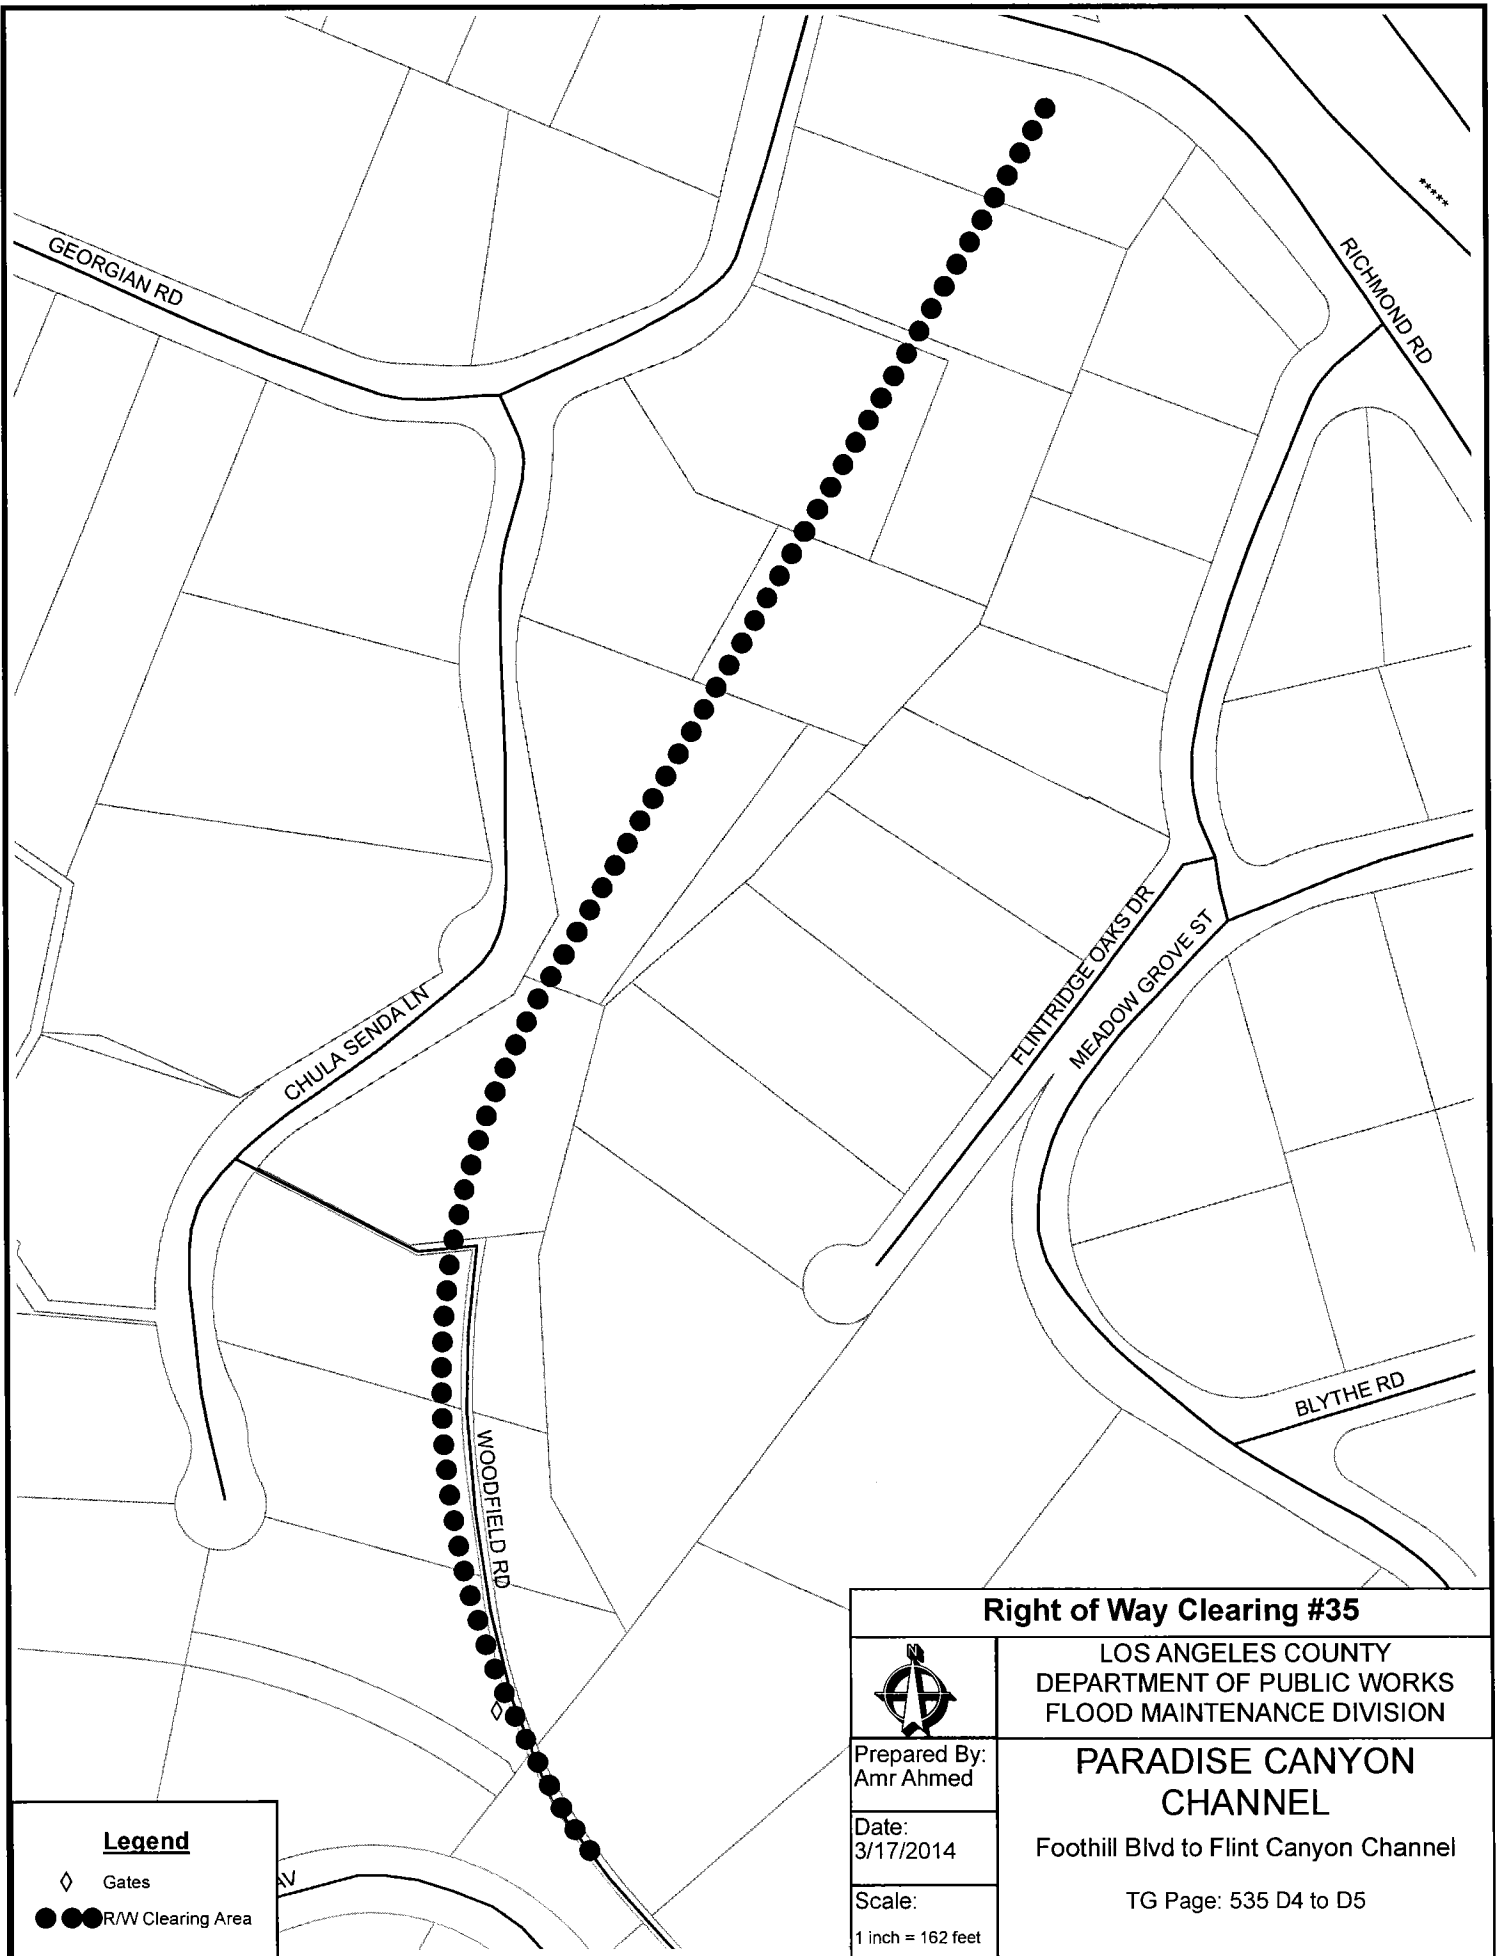 GEORGIAN RD
RICHMOND RD
*****
FLINTRIDGE OAKS DR
MEADOW GROVE ST
CHULA SENDA LN
BLYTHE RD
WOODFIELD RD
AV
Legend
Gates
R/W Clearing Area
Right of Way Clearing #35
N
LOS ANGELES COUNTY
DEPARTMENT OF PUBLIC WORKS
FLOOD MAINTENANCE DIVISION
Prepared By:
Amr Ahmed
Date:
3/17/2014
Scale:
1 inch = 162 feet
PARADISE CANYON
CHANNEL
Foothill Blvd to Flint Canyon Channel
TG Page: 535 D4 to D5